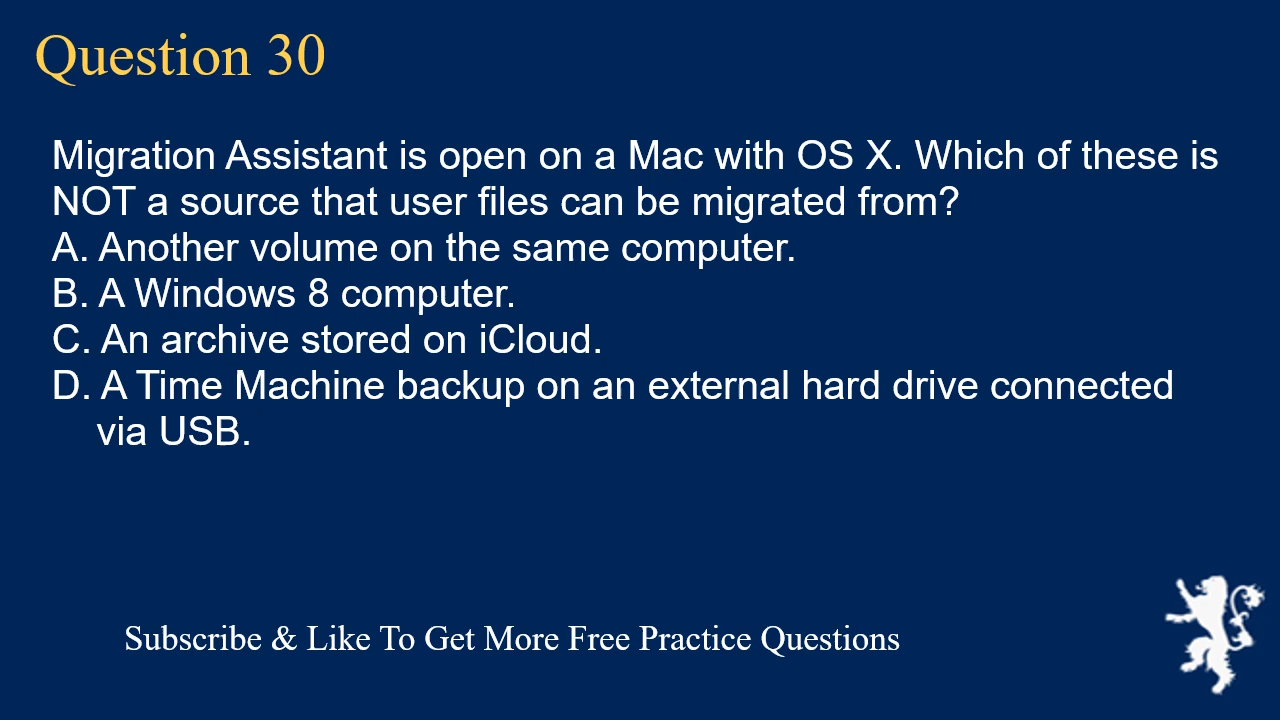 Question 30
Migration Assistant is open on a Mac with OS X. Which of these is
NOT a source that user files can be migrated from?
A. Another volume on the same computer.
B. A Windows 8 computer.
C. An archive stored on iCloud.
D. A Time Machine backup on an external hard drive connected
via USB.
Subscribe & Like To Get More Free Practice Questions